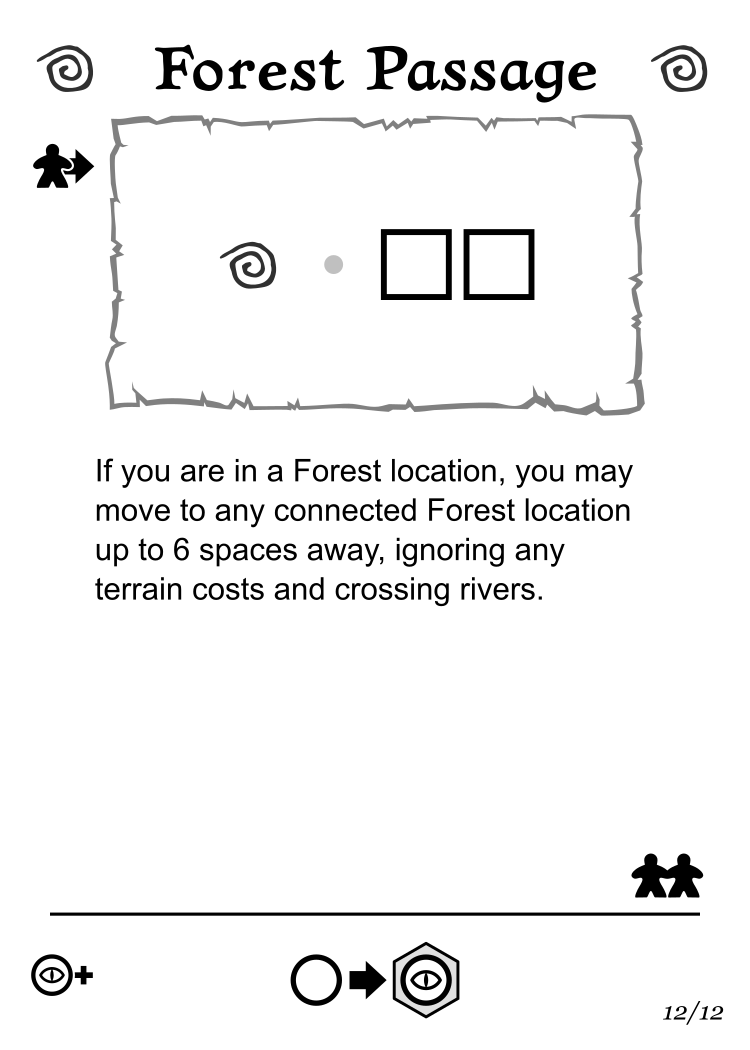 Forest Passage
If you are in a Forest location, you may
move to any connected Forest location
up to 6 spaces away, ignoring any
terrain costs and crossing rivers.
12/12